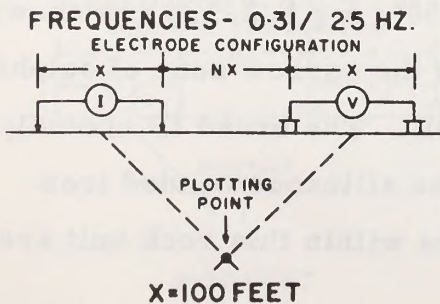 FREQUENCIES- 0·31/ 2·5 HZ.
ELECTRODE CONFIGURATION
X NX X
I V
PLOTTING
POINT
X=100 FEET